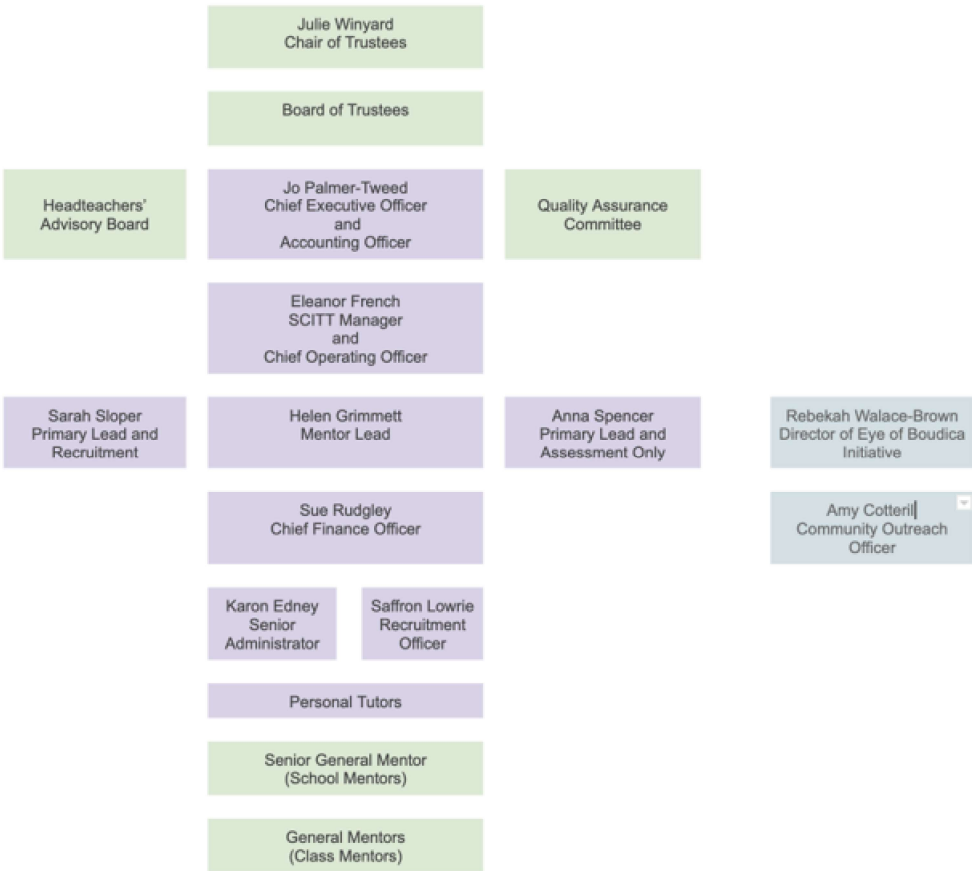 Julie Winyard
Chair of Trustees
Board of Trustees
Headteachers'
Advisory Board
Jo Palmer-Tweed
Chief Executive Officer
and
Accounting Officer
Quality Assurance
Committee
Eleanor French
SCITT Manager
and
Chief Operating Officer
Sarah Sloper
Primary Lead and
Recruitment
Helen Grimmett
Mentor Lead
Anna Spencer
Primary Lead and
Assessment Only
Rebekah Walace-Brown
Director of Eye of Boudica
Initiative
Sue Rudgley
Chief Finance Officer
Amy Cotteril
Community Outreach
Officer
Karon Edney
Senior
Administrator
Saffron Lowrie
Recruitment
Officer
Personal Tutors
Senior General Mentor
(School Mentors)
General Mentors
(Class Mentors)